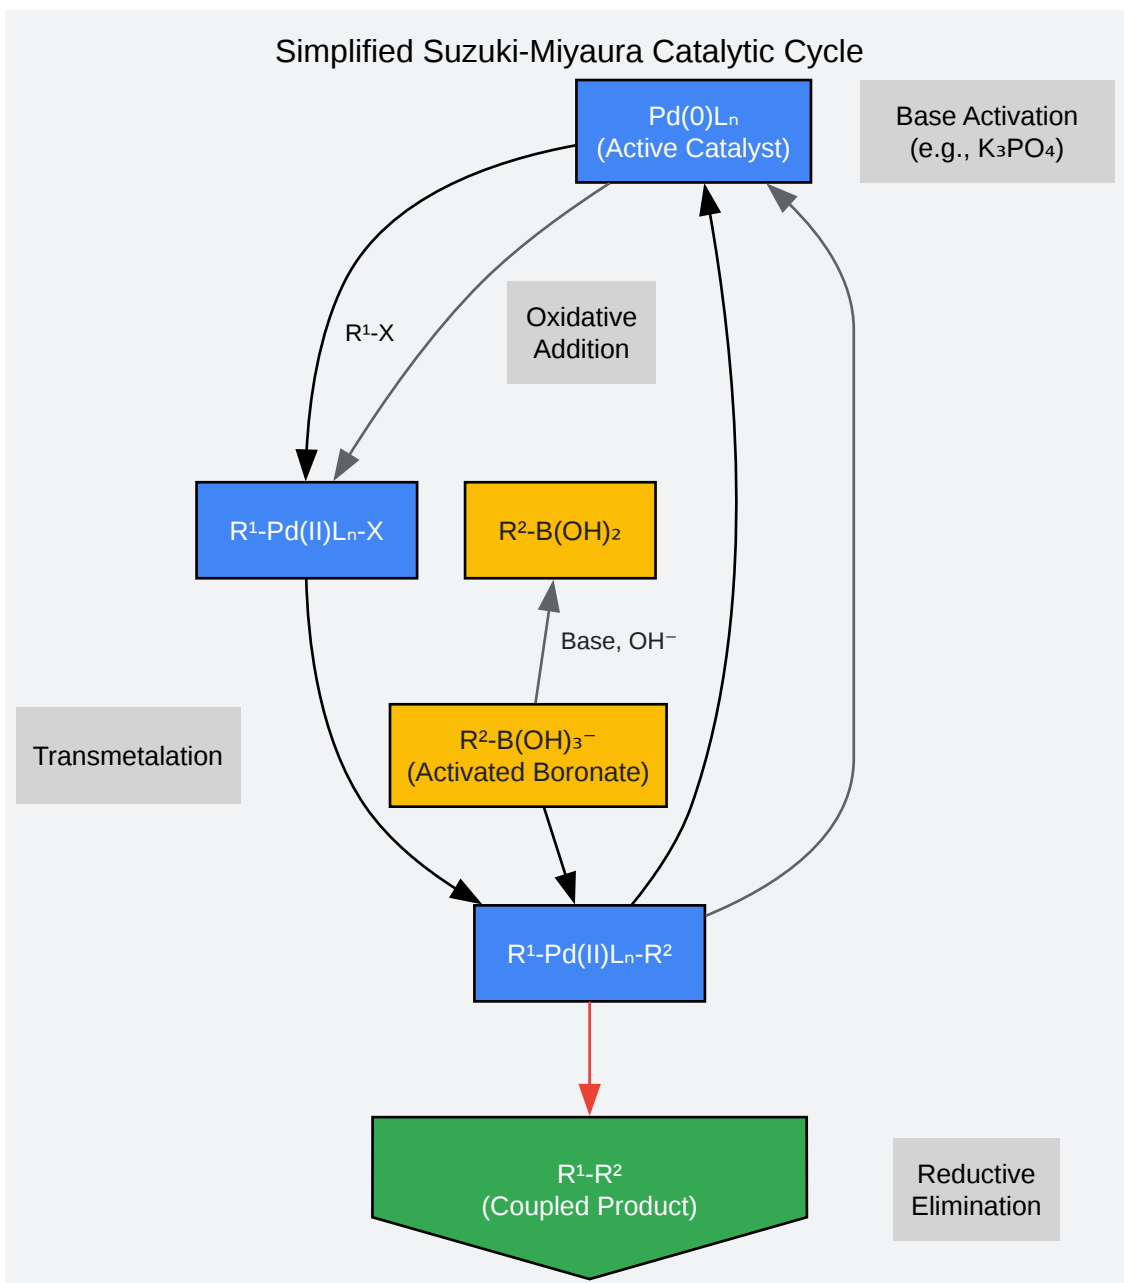 Simplified Suzuki-Miyaura Catalytic Cycle
Pd(0)Lₙ
(Active Catalyst)
Base Activation
(e.g., K₃PO₄)
R¹-X
Oxidative
Addition
R¹-Pd(II)Lₙ-X
R²-B(OH)₂
Base, OH⁻
Transmetalation
R²-B(OH)₃⁻
(Activated Boronate)
R¹-Pd(II)Lₙ-R²
R¹-R²
(Coupled Product)
Reductive
Elimination